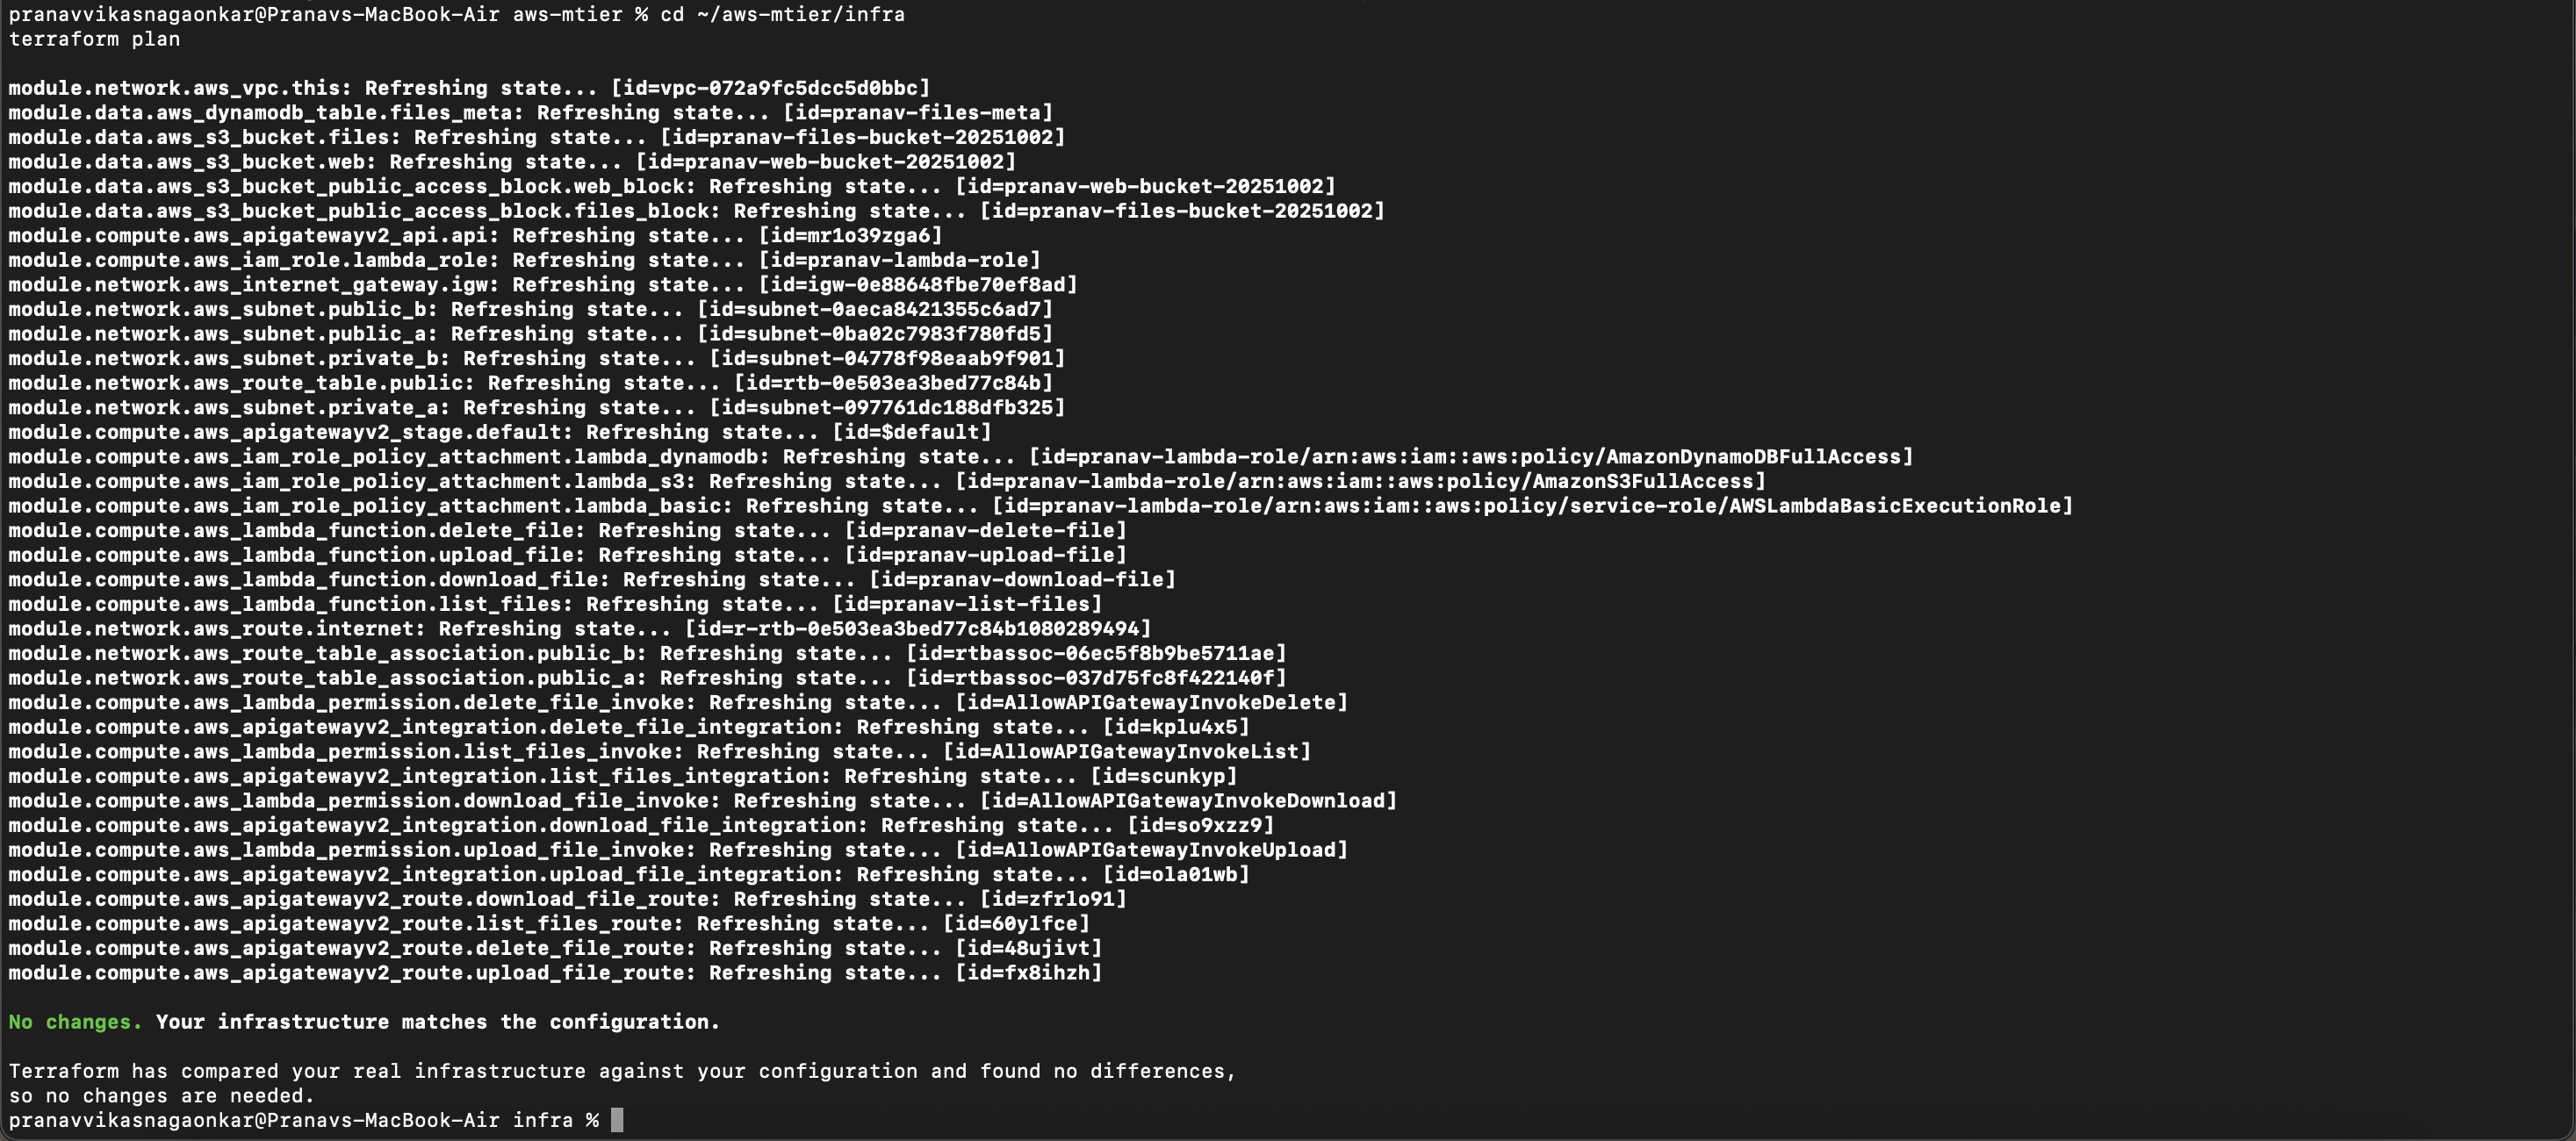 pranavvikasnagaonkar@Pranavs-MacBook-Air aws-mtier % cd ~/aws-mtier/infra
terraform plan
module.network.aws_vpc.this: Refreshing state... [id=vpc-072a9fc5dcc5d0bbc]
module.data.aws_dynamodb_table.files_meta: Refreshing state... [id=pranav-files-meta]
module.data.aws_s3_bucket.files: Refreshing state... [id=pranav-files-bucket-20251002]
module.data.aws_s3_bucket.web: Refreshing state... [id=pranav-web-bucket-20251002]
module.data.aws_s3_bucket_public_access_block.web_block: Refreshing state... [id=pranav-web-bucket-20251002]
module.data.aws_s3_bucket_public_access_block.files_block: Refreshing state... [id=pranav-files-bucket-20251002]
module.compute.aws_apigatewayv2_api.api: Refreshing state... [id=mr1o39zga6]
module.compute.aws_iam_role.lambda_role: Refreshing state... [id=pranav-lambda-role]
module.network.aws_internet_gateway.igw: Refreshing state... [id=igw-0e88648fbe70ef8ad]
module.network.aws_subnet.public_b: Refreshing state... [id=subnet-0aeca8421355c6ad7]
module.network.aws_subnet.public_a: Refreshing state... [id=subnet-0ba02c7983f780fd5]
module.network.aws_subnet.private_b: Refreshing state... [id=subnet-04778f98eaab9f901]
module.network.aws_route_table.public: Refreshing state... [id=rtb-0e503ea3bed77c84b]
module.network.aws_subnet.private_a: Refreshing state... [id=subnet-097761dc188dfb325]
module.compute.aws_apigatewayv2_stage.default: Refreshing state... [id=$default]
module.compute.aws_iam_role_policy_attachment.lambda_dynamodb: Refreshing state... [id=pranav-lambda-role/arn:aws:iam::aws:policy/AmazonDynamoDBFullAccess]
module.compute.aws_iam_role_policy_attachment.lambda_s3: Refreshing state... [id=pranav-lambda-role/arn:aws:iam::aws:policy/AmazonS3FullAccess]
module.compute.aws_iam_role_policy_attachment.lambda_basic: Refreshing state... [id=pranav-lambda-role/arn:aws:iam::aws:policy/service-role/AWSLambdaBasicExecutionRole]
module.compute.aws_lambda_function.delete_file: Refreshing state... [id=pranav-delete-file]
module.compute.aws_lambda_function.upload_file: Refreshing state... [id=pranav-upload-file]
module.compute.aws_lambda_function.download_file: Refreshing state... [id=pranav-download-file]
module.compute.aws_lambda_function.list_files: Refreshing state... [id=pranav-list-files]
module.network.aws_route.internet: Refreshing state... [id=r-rtb-0e503ea3bed77c84b1080289494]
module.network.aws_route_table_association.public_b: Refreshing state... [id=rtbassoc-06ec5f8b9be5711ae]
module.network.aws_route_table_association.public_a: Refreshing state... [id=rtbassoc-037d75fc8f422140f]
module.compute.aws_lambda_permission.delete_file_invoke: Refreshing state... [id=AllowAPIGatewayInvokeDelete]
module.compute.aws_apigatewayv2_integration.delete_file_integration: Refreshing state... [id=kplu4x5]
module.compute.aws_lambda_permission.list_files_invoke: Refreshing state... [id=AllowAPIGatewayInvokeList]
module.compute.aws_apigatewayv2_integration.list_files_integration: Refreshing state... [id=scunkyp]
module.compute.aws_lambda_permission.download_file_invoke: Refreshing state... [id=AllowAPIGatewayInvokeDownload]
module.compute.aws_apigatewayv2_integration.download_file_integration: Refreshing state... [id=so9xzz9]
module.compute.aws_lambda_permission.upload_file_invoke: Refreshing state... [id=AllowAPIGatewayInvokeUpload]
module.compute.aws_apigatewayv2_integration.upload_file_integration: Refreshing state... [id=ola01wb]
module.compute.aws_apigatewayv2_route.download_file_route: Refreshing state... [id=zfrlo91]
module.compute.aws_apigatewayv2_route.list_files_route: Refreshing state... [id=60ylfce]
module.compute.aws_apigatewayv2_route.delete_file_route: Refreshing state... [id=48ujivt]
module.compute.aws_apigatewayv2_route.upload_file_route: Refreshing state... [id=fx8ihzh]
No changes. Your infrastructure matches the configuration.
Terraform has compared your real infrastructure against your configuration and found no differences,
so no changes are needed.
pranavvikasnagaonkar@Pranavs-MacBook-Air infra %